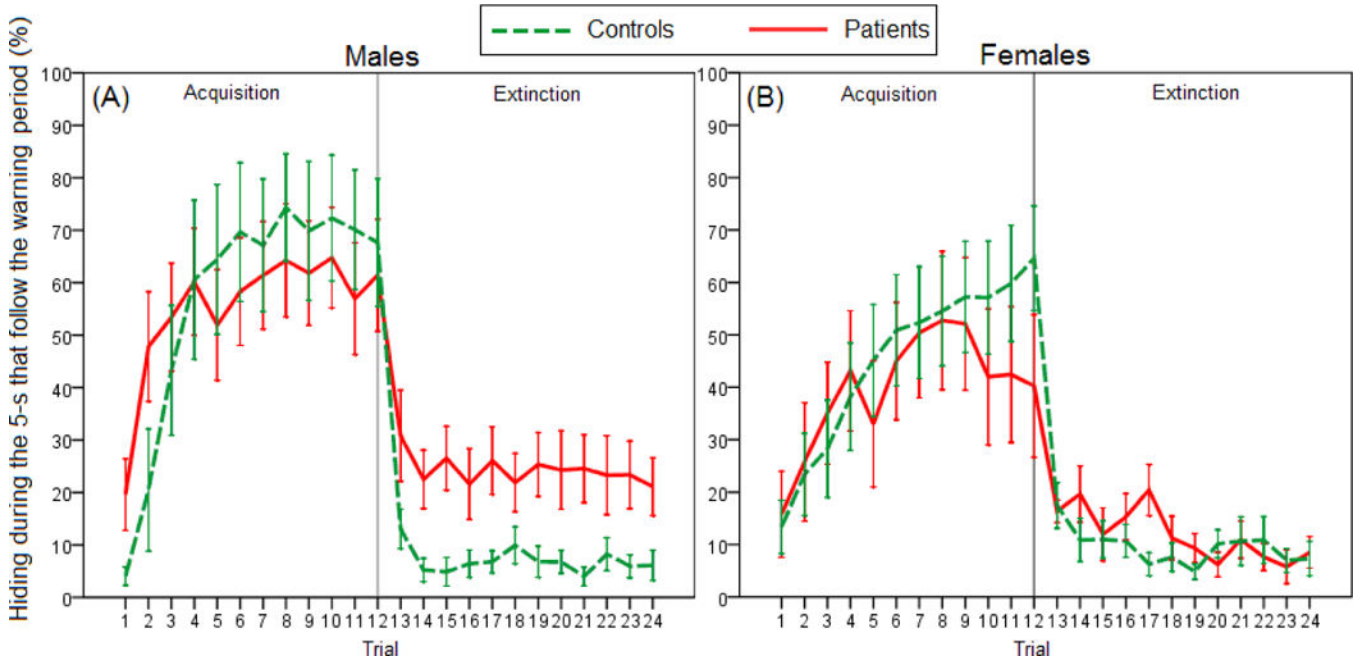 Controls Patients
Males Females
Hiding during the 5-s that follow the warning period (%)
100
90
80
70
60
50
40
30
20
10
0
(A) Acquisition Extinction
1 2 3 4 5 6 7 8 9 10 11 12 13 14 15 16 17 18 19 20 21 22 23 24
Trial
100
90
80
70
60
50
40
30
20
10
0
(B) Acquisition Extinction
1 2 3 4 5 6 7 8 9 10 11 12 13 14 15 16 17 18 19 20 21 22 23 24
Trial